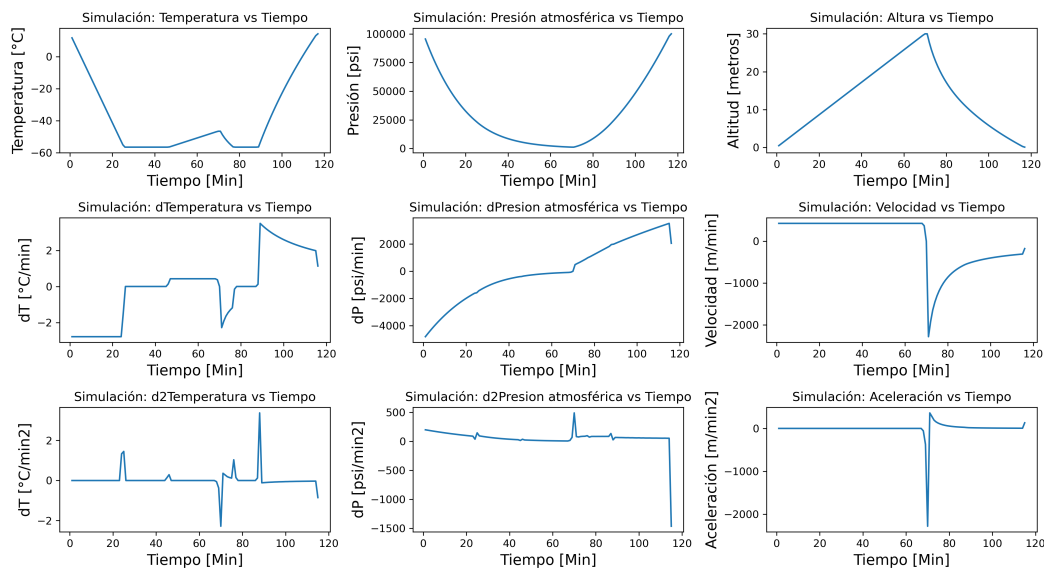 Simulación: Temperatura vs Tiempo
Temperatura [°C]
0
−20
−40
−60
0 20 40 60 80 100 120
Tiempo [Min]
Simulación: Presión atmosférica vs Tiempo
Presión [psi]
100000
75000
50000
25000
0
0 20 40 60 80 100 120
Tiempo [Min]
Simulación: Altura vs Tiempo
Altitud [metros]
30
20
10
0
0 20 40 60 80 100 120
Tiempo [Min]
Simulación: dTemperatura vs Tiempo
dT [°C/min]
2
0
−2
0 20 40 60 80 100 120
Tiempo [Min]
Simulación: dPresion atmosférica vs Tiempo
dP [psi/min]
2000
0
−2000
−4000
0 20 40 60 80 100 120
Tiempo [Min]
Simulación: Velocidad vs Tiempo
Velocidad [m/min]
0
−1000
−2000
0 20 40 60 80 100 120
Tiempo [Min]
Simulación: d2Temperatura vs Tiempo
dT [°C/min2]
2
0
−2
0 20 40 60 80 100 120
Tiempo [Min]
Simulación: d2Presion atmosférica vs Tiempo
dP [psi/min2]
500
0
−500
−1000
−1500
0 20 40 60 80 100 120
Tiempo [Min]
Simulación: Aceleración vs Tiempo
Aceleración [m/min2]
0
−1000
−2000
0 20 40 60 80 100 120
Tiempo [Min]